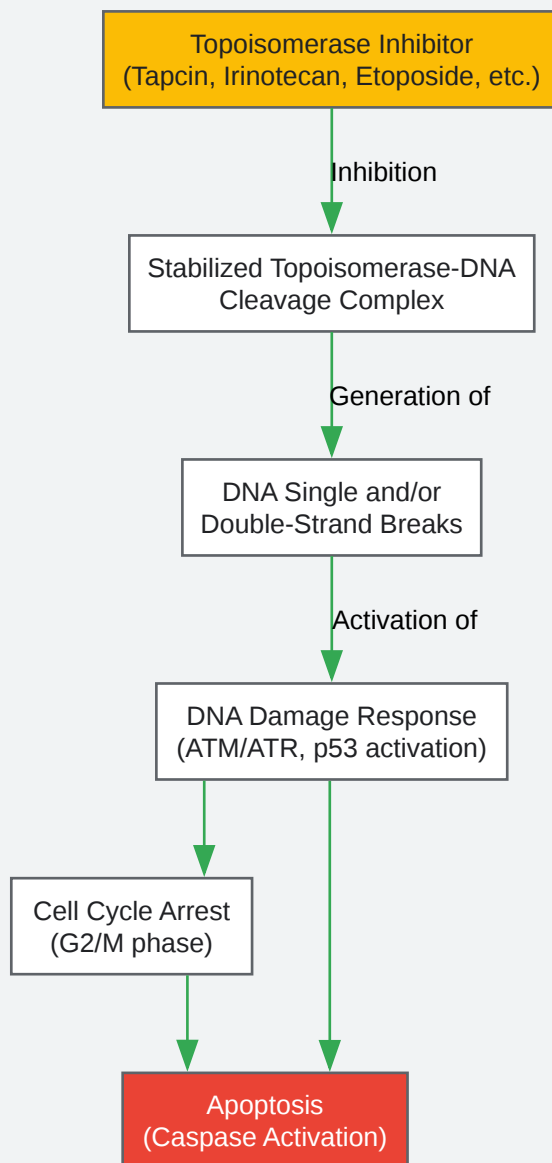 Topoisomerase Inhibitor
(Tapcin, Irinotecan, Etoposide, etc.)
Inhibition
Stabilized Topoisomerase-DNA
Cleavage Complex
Generation of
DNA Single and/or
Double-Strand Breaks
Activation of
DNA Damage Response
(ATM/ATR, p53 activation)
Cell Cycle Arrest
(G2/M phase)
Apoptosis
(Caspase Activation)